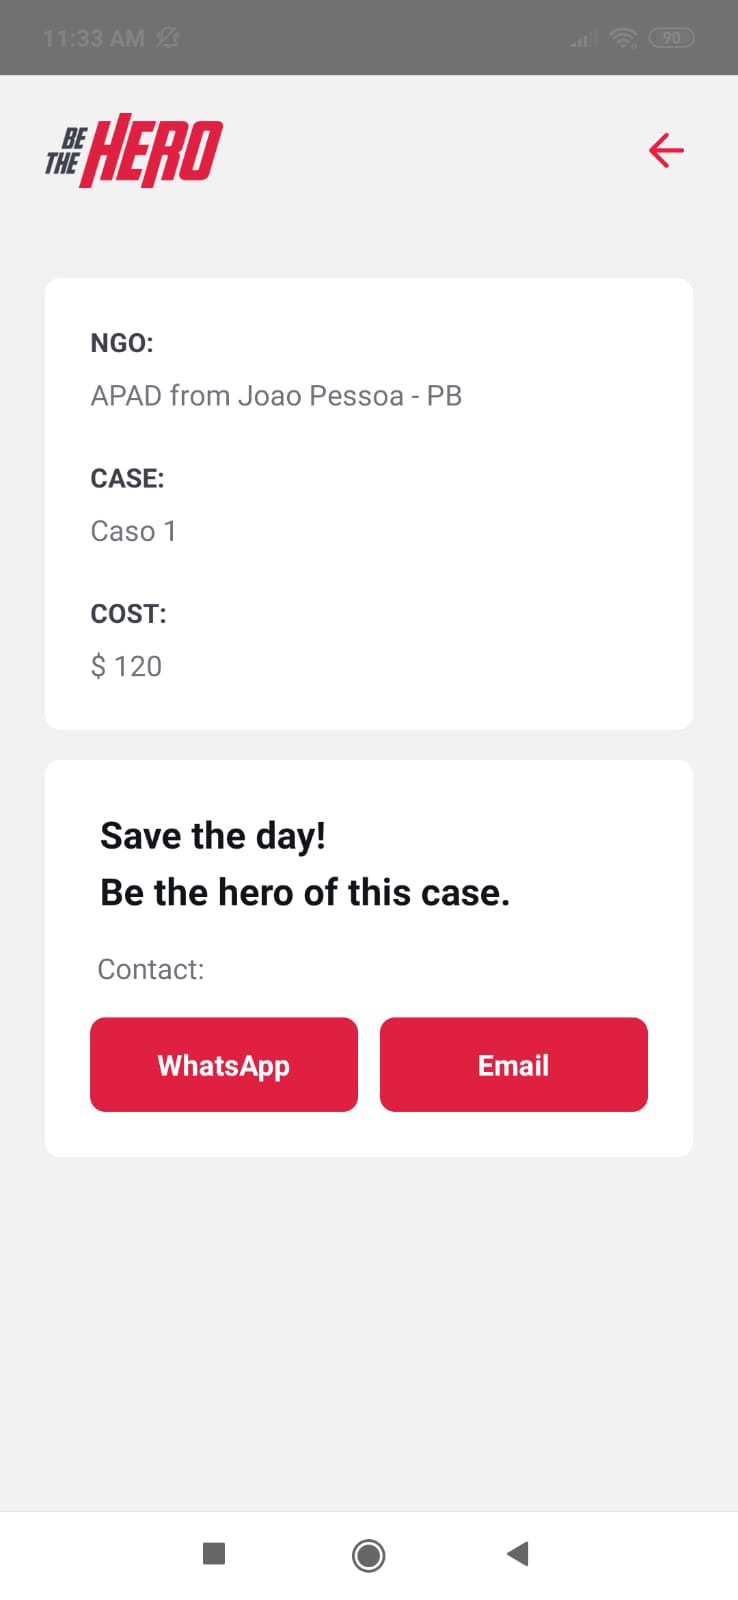 11:33 AM
90
BE
THE HERO
NGO:
APAD from Joao Pessoa - PB
CASE:
Caso 1
COST:
$ 120
Save the day!
Be the hero of this case.
Contact:
WhatsApp Email